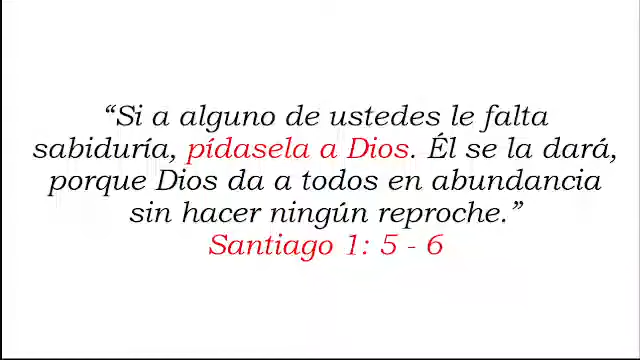 “Si a alguno de ustedes le falta
sabiduría, pídasela a Dios. Él se la dará,
porque Dios da a todos en abundancia
sin hacer ningún reproche.”
Santiago 1: 5 - 6